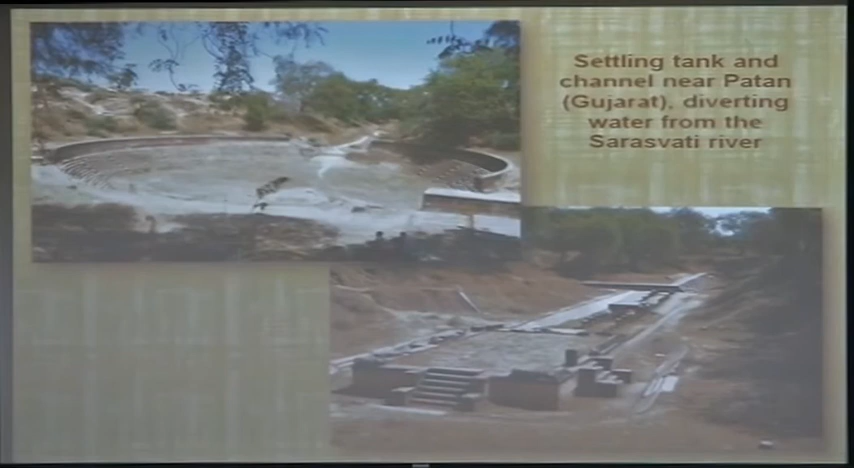 Settling tank and
channel near Patan
(Gujarat), diverting
water from the
Sarasvati river